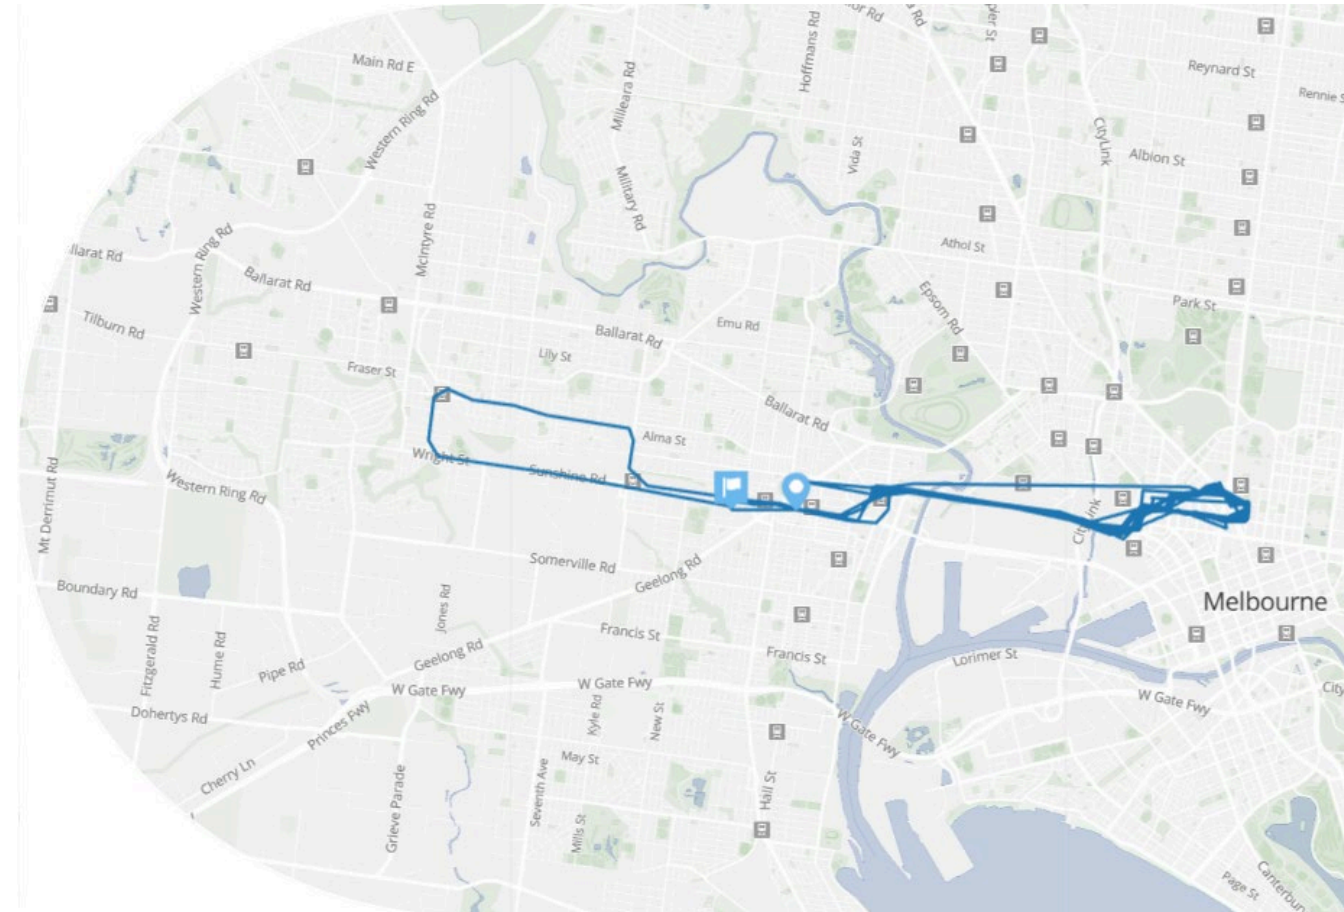 Main Rd E
Western Ring Rd
Milleara Rd
Hoffmans Rd
Reynard St
Rennie S
CityLink
Albion St
Vida St
Military Rd
McIntyre Rd
Western Ring Rd
llarat Rd
Ballarat Rd
Athol St
Epsom Rd
Park St
Tilburn Rd
Ballarat Rd
Emu Rd
Lily St
Fraser St
Ballarat Rd
Alma St
Wright St
Sunshine Rd
Western Ring Rd
Mt Derrimut Rd
Somerville Rd
Geelong Rd
Boundary Rd
Jones Rd
Melbourne
Fitzgerald Rd
Hume Rd
Francis St
Geelong Rd
Francis St
Lorimer St
Pipe Rd
W Gate Fwy
W Gate Fwy
W Gate Fwy
City
Dohertys Rd
Princes Fwy
Kyle Rd
New St
W Gate Fwy
Cherry Ln
May St
Grieve Parade
Seventh Ave
Mills St
Hall St
Page St
Canterbur